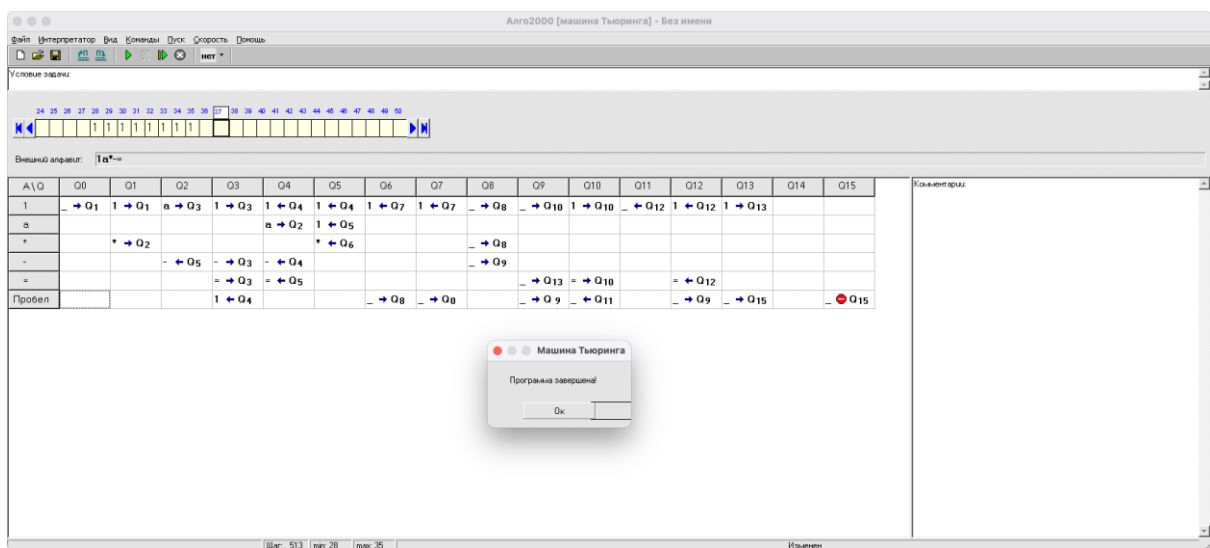 Алго2000 [машина Тьюринга] - Без имени
Файл Интерпретатор Вид Команды Пуск Скорость Помощь
нет
Условие задачи:
24 25 26 27 28 29 30 31 32 33 34 35 36 37 38 39 40 41 42 43 44 45 46 47 48 49 50
1 1 1 1 1 1 1 1
Внешний алфавит: 1a*-=
A\Q Q0 Q1 Q2 Q3 Q4 Q5 Q6 Q7 Q8 Q9 Q10 Q11 Q12 Q13 Q14 Q15 Комментарии:
1 _ → Q1 1 → Q1 a → Q3 1 → Q3 1 ← Q4 1 ← Q4 1 ← Q7 1 ← Q7 _ → Q8 _ → Q10 1 → Q10 _ ← Q12 1 ← Q12 1 → Q13
a a → Q2 1 ← Q5
* * → Q2 * ← Q6 _ → Q8
- - ← Q5 - → Q3 - ← Q4 _ → Q9
= = → Q3 = ← Q5 _ → Q13 = → Q10 = ← Q12
Пробел 1 ← Q4 _ → Q8 _ → Q0 _ → Q 9 _ ← Q11 _ → Q9 _ → Q15 _ Q15
Машина Тьюринга
Программа завершена!
Ок
Шаг: 513 min: 28 max: 35 Изменен